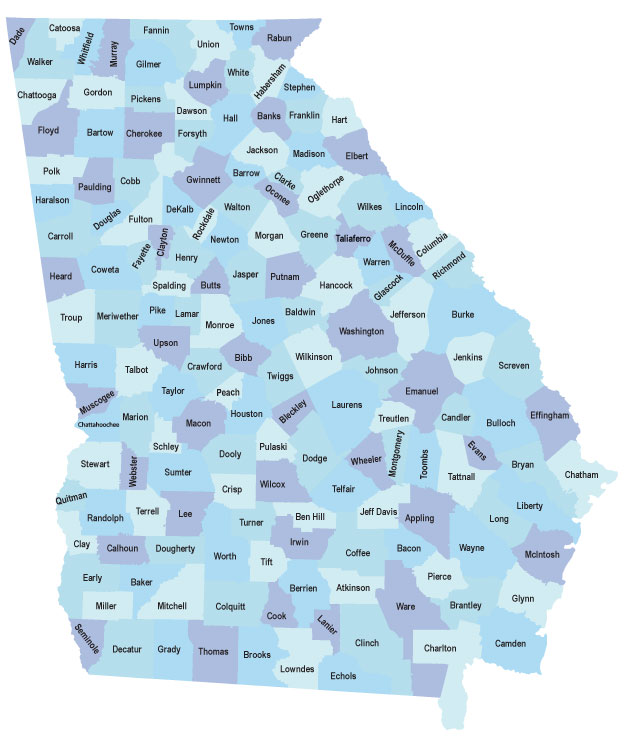 Dade
Catoosa
Whitfield
Murray
Fannin
Union
Towns
Rabun
Walker
Gilmer
Lumpkin
White
Habersham
Stephen
Chattooga
Gordon
Pickens
Dawson
Hall
Banks
Franklin
Hart
Floyd
Bartow
Cherokee
Forsyth
Jackson
Madison
Elbert
Polk
Paulding
Cobb
Gwinnett
Barrow
Clarke
Oconee
Oglethorpe
Haralson
Douglas
Fulton
DeKalb
Rockdale
Walton
Wilkes
Lincoln
Carroll
Fayette
Clayton
Henry
Newton
Morgan
Greene
Taliaferro
McDuffie
Columbia
Heard
Coweta
Spalding
Butts
Jasper
Putnam
Hancock
Warren
Glascock
Richmond
Troup
Meriwether
Pike
Lamar
Monroe
Jones
Baldwin
Washington
Jefferson
Burke
Upson
Bibb
Wilkinson
Jenkins
Screven
Harris
Talbot
Crawford
Twiggs
Johnson
Emanuel
Muscogee
Taylor
Peach
Houston
Bleckley
Laurens
Treutlen
Candler
Bulloch
Effingham
Chattahoochee
Marion
Macon
Schley
Dooly
Pulaski
Dodge
Wheeler
Montgomery
Toombs
Evans
Bryan
Chatham
Stewart
Webster
Sumter
Crisp
Wilcox
Telfair
Tattnall
Quitman
Randolph
Terrell
Lee
Turner
Ben Hill
Jeff Davis
Appling
Long
Liberty
Clay
Calhoun
Dougherty
Worth
Tift
Irwin
Coffee
Bacon
Wayne
McIntosh
Early
Baker
Miller
Mitchell
Colquitt
Berrien
Atkinson
Pierce
Ware
Brantley
Glynn
Cook
Lanier
Seminole
Decatur
Grady
Thomas
Brooks
Lowndes
Echols
Clinch
Charlton
Camden